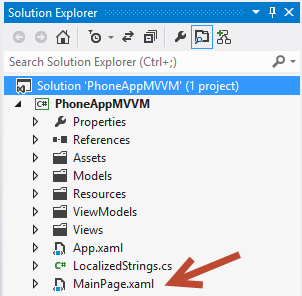 Solution Explorer
Search Solution Explorer (Ctrl+;)
Solution 'PhoneAppMVVM' (1 project)
C# PhoneAppMVVM
Properties
References
Assets
Models
Resources
ViewModels
Views
App.xaml
C# LocalizedStrings.cs
MainPage.xaml